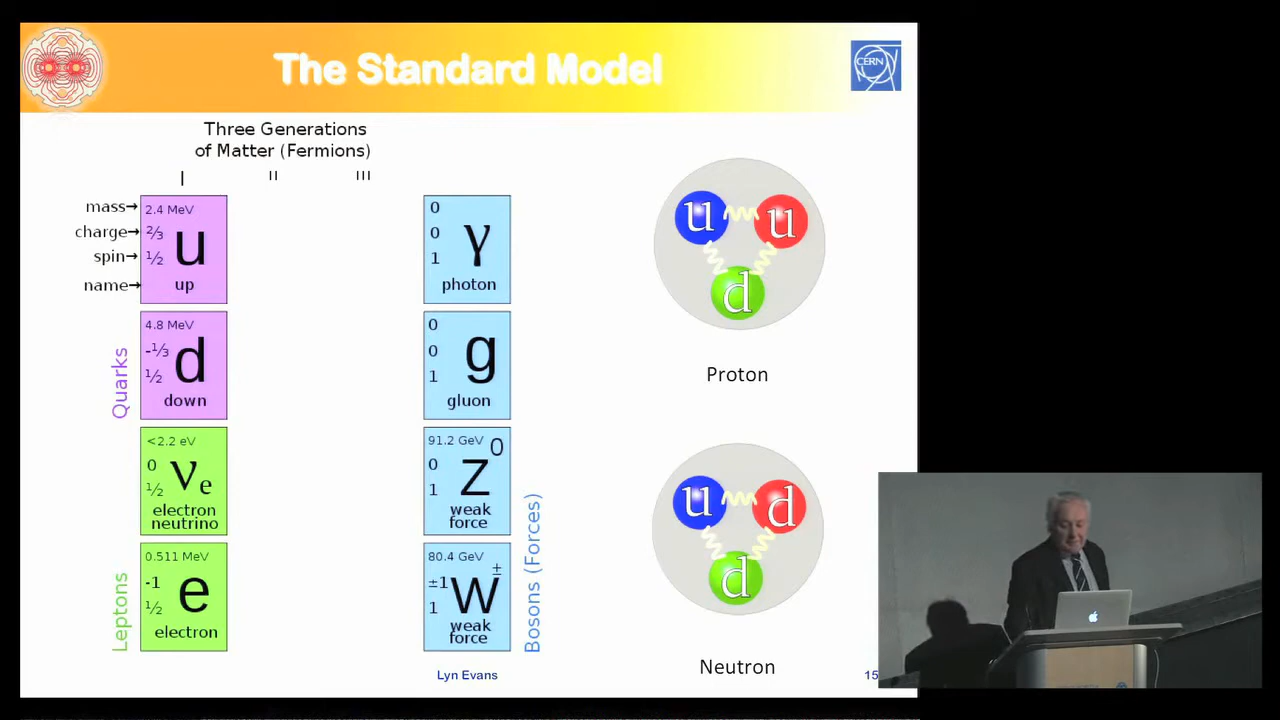 The Standard Model
CERN
Three Generations
of Matter (Fermions)
I II III
mass→
charge→
spin→
name→
2.4 MeV
⅔
½
u
up
0
0
1
γ
photon
Quarks
4.8 MeV
-⅓
½
d
down
0
0
1
g
gluon
<2.2 eV
0
½
νe
electron
neutrino
91.2 GeV
0
1
Z0
weak
force
Leptons
0.511 MeV
-1
½
e
electron
80.4 GeV
±1
1
W±
weak
force
Bosons (Forces)
u u
d
Proton
u d
d
Neutron
Lyn Evans
15